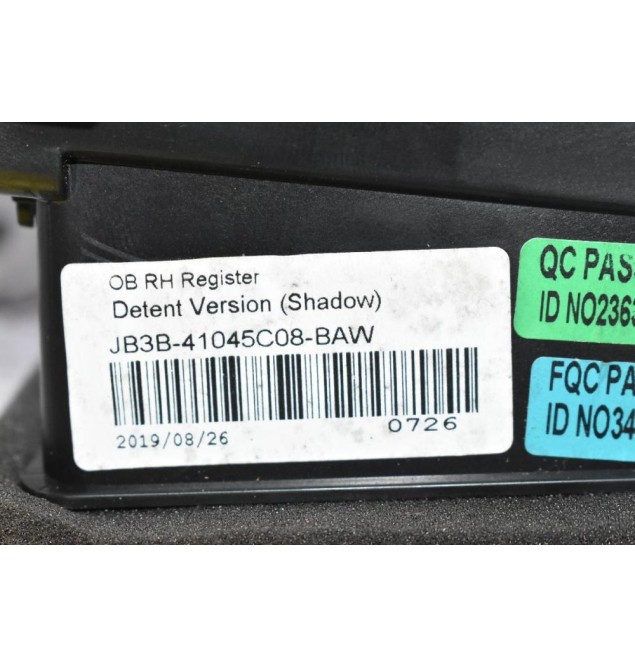 OB RH Register
Detent Version (Shadow)
JB3B-41045C08-BAW
0726
2019/08/26
QC PAS
ID NO2363
FQC PA
ID NO34